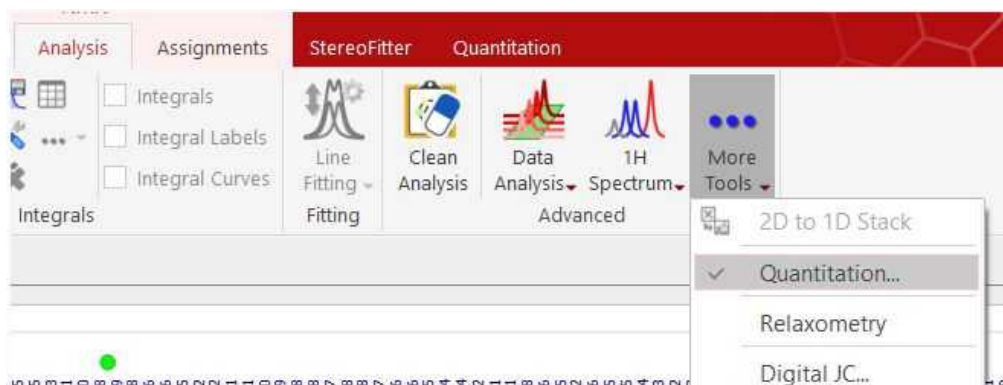 Analysis Assignments StereoFitter Quantitation
Integrals
Integral Labels
Integral Curves
Line
Fitting
Clean
Analysis
Data
Analysis
1H
Spectrum
More
Tools
Integrals Fitting Advanced
2D to 1D Stack
Quantitation...
Relaxometry
Digital JC...